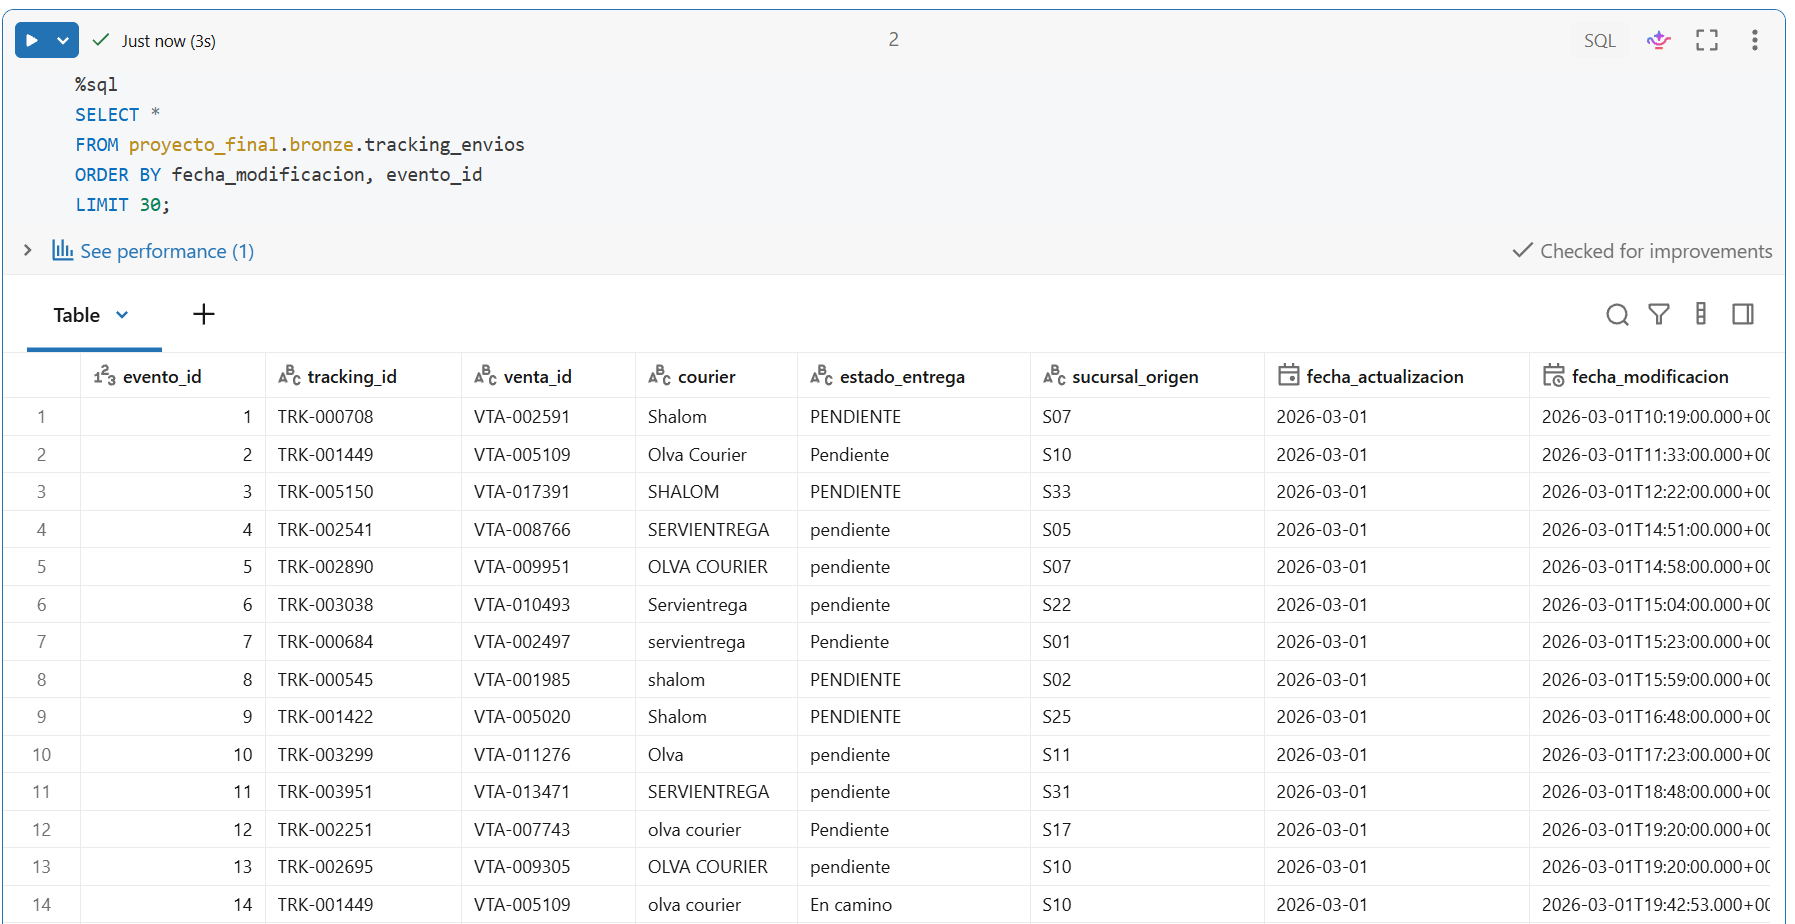 Just now (3s)
2
SQL
%sql
SELECT *
FROM proyecto_final.bronze.tracking_envios
ORDER BY fecha_modificacion, evento_id
LIMIT 30;
See performance (1)
Checked for improvements
Table
evento_id tracking_id venta_id courier estado_entrega sucursal_origen fecha_actualizacion fecha_modificacion
1 1 TRK-000708 VTA-002591 Shalom PENDIENTE S07 2026-03-01 2026-03-01T10:19:00.000+00
2 2 TRK-001449 VTA-005109 Olva Courier Pendiente S10 2026-03-01 2026-03-01T11:33:00.000+00
3 3 TRK-005150 VTA-017391 SHALOM PENDIENTE S33 2026-03-01 2026-03-01T12:22:00.000+00
4 4 TRK-002541 VTA-008766 SERVIENTREGA pendiente S05 2026-03-01 2026-03-01T14:51:00.000+00
5 5 TRK-002890 VTA-009951 OLVA COURIER pendiente S07 2026-03-01 2026-03-01T14:58:00.000+00
6 6 TRK-003038 VTA-010493 Servientrega pendiente S22 2026-03-01 2026-03-01T15:04:00.000+00
7 7 TRK-000684 VTA-002497 servientrega Pendiente S01 2026-03-01 2026-03-01T15:23:00.000+00
8 8 TRK-000545 VTA-001985 shalom PENDIENTE S02 2026-03-01 2026-03-01T15:59:00.000+00
9 9 TRK-001422 VTA-005020 Shalom PENDIENTE S25 2026-03-01 2026-03-01T16:48:00.000+00
10 10 TRK-003299 VTA-011276 Olva pendiente S11 2026-03-01 2026-03-01T17:23:00.000+00
11 11 TRK-003951 VTA-013471 SERVIENTREGA pendiente S31 2026-03-01 2026-03-01T18:48:00.000+00
12 12 TRK-002251 VTA-007743 olva courier Pendiente S17 2026-03-01 2026-03-01T19:20:00.000+00
13 13 TRK-002695 VTA-009305 OLVA COURIER pendiente S10 2026-03-01 2026-03-01T19:20:00.000+00
14 14 TRK-001449 VTA-005109 olva courier En camino S10 2026-03-01 2026-03-01T19:42:53.000+00